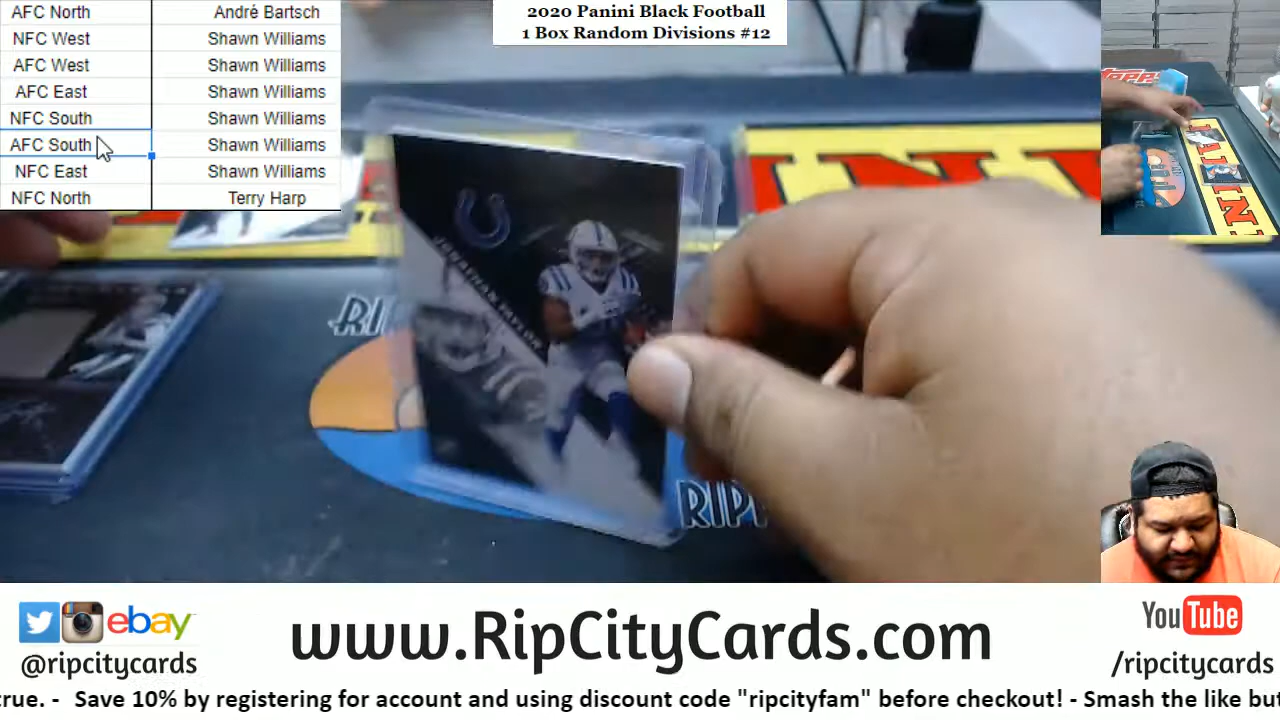 AFC North André Bartsch
NFC West Shawn Williams
AFC West Shawn Williams
AFC East Shawn Williams
NFC South Shawn Williams
AFC South Shawn Williams
NFC East Shawn Williams
NFC North Terry Harp
2020 Panini Black Football
1 Box Random Divisions #12
JONATHAN TAYLOR
ebay
@ripcitycards
www.RipCityCards.com
YouTube
/ripcitycards
true. - Save 10% by registering for account and using discount code "ripcityfam" before checkout! - Smash the like but